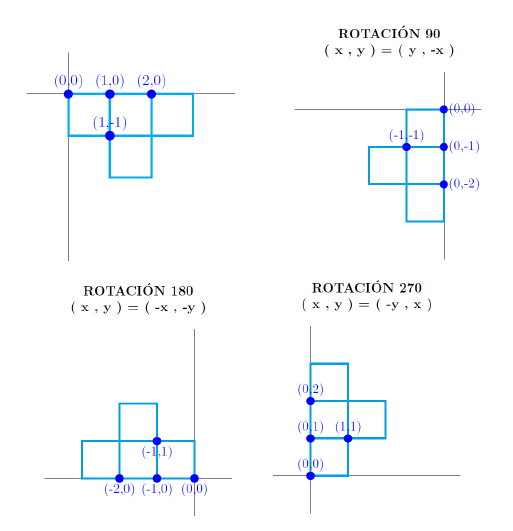 (0,0) (1,0) (2,0)
(1,-1)
ROTACIÓN 90
( x , y ) = ( y , -x )
(0,0)
(-1,-1)
(0,-1)
(0,-2)
ROTACIÓN 180
( x , y ) = ( -x , -y )
(-1,1)
(-2,0) (-1,0) (0,0)
ROTACIÓN 270
( x , y ) = ( -y , x )
(0,2)
(0,1) (1,1)
(0,0)